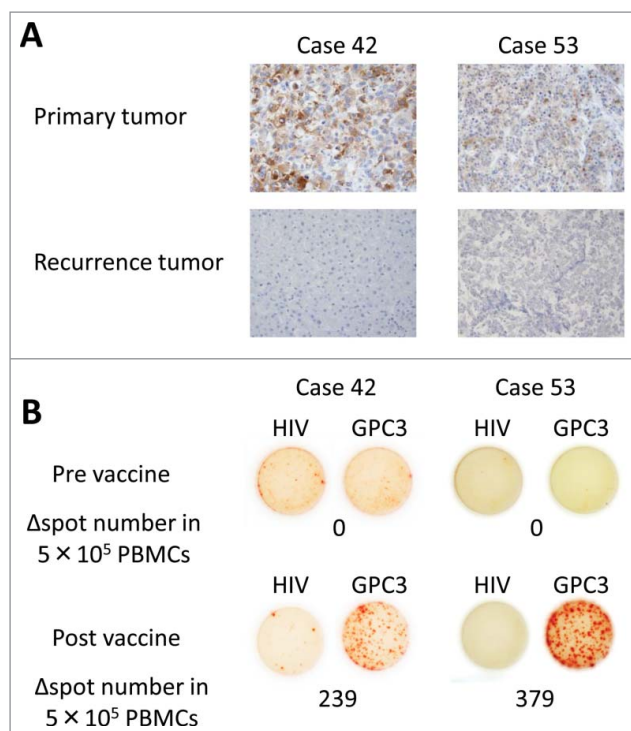 A
Case 42 Case 53
Primary tumor
Recurrence tumor
B
Case 42 Case 53
HIV GPC3 HIV GPC3
Pre vaccine
Δspot number in
5 × 10⁵ PBMCs
0 0
HIV GPC3 HIV GPC3
Post vaccine
Δspot number in
5 × 10⁵ PBMCs
239 379